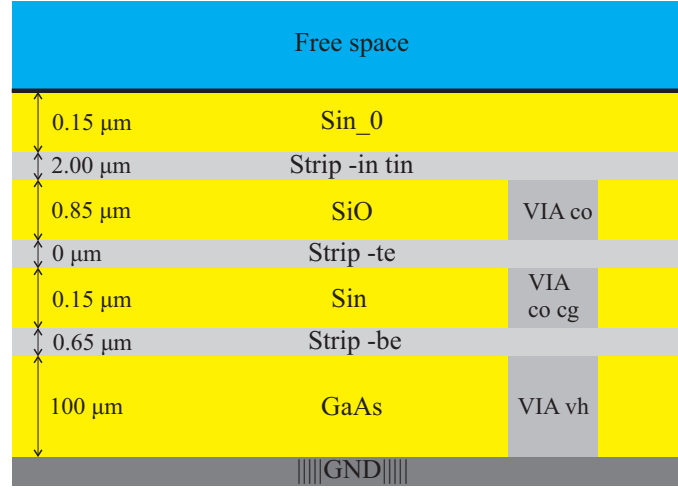 Free space
0.15 μm Sin_0
2.00 μm Strip -in tin
0.85 μm SiO VIA co
0 μm Strip -te
0.15 μm Sin VIA
co cg
0.65 μm Strip -be
100 μm GaAs VIA vh
|||||GND|||||